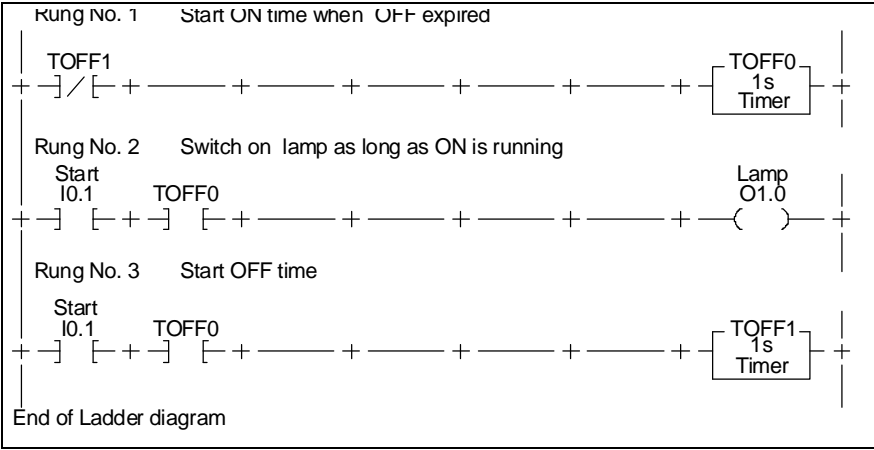 Rung No. 1 Start ON time when OFF expired
TOFF1 TOFF0
1s
Timer
Rung No. 2 Switch on lamp as long as ON is running
Start Lamp
I0.1 TOFF0 O1.0
Rung No. 3 Start OFF time
Start
I0.1 TOFF0 TOFF1
1s
Timer
End of Ladder diagram